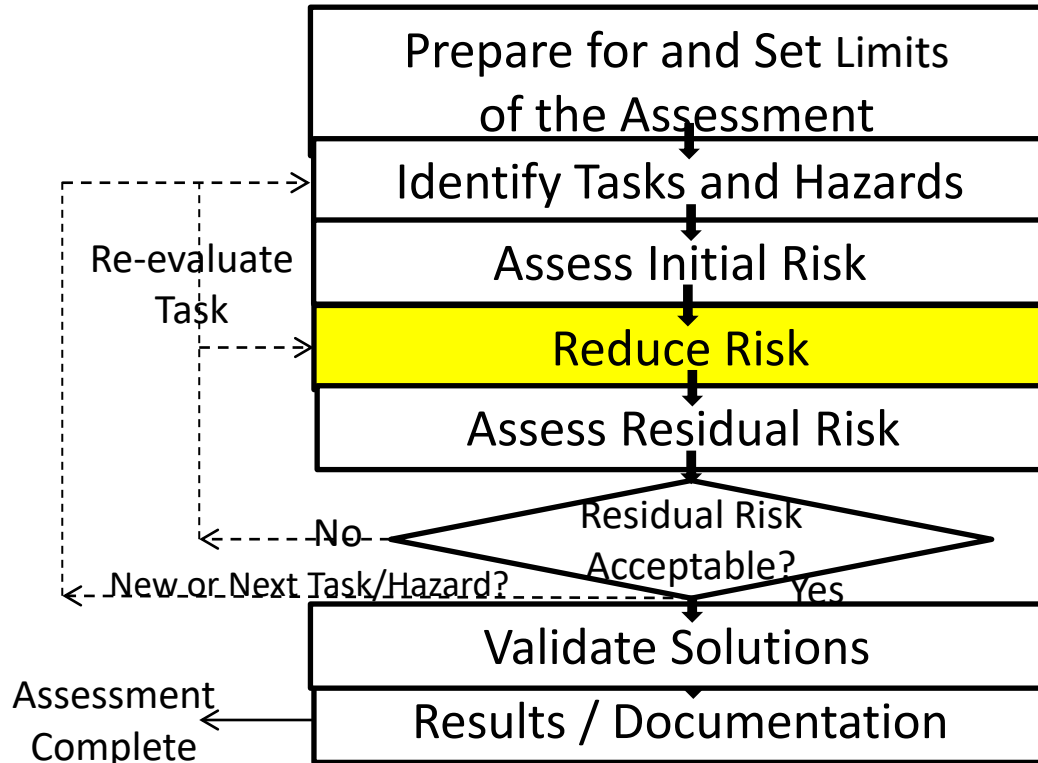 Prepare for and Set Limits
of the Assessment
Identify Tasks and Hazards
Re-evaluate
Task
Assess Initial Risk
Reduce Risk
Assess Residual Risk
Residual Risk
Acceptable?
No
New or Next Task/Hazard?
Yes
Validate Solutions
Results / Documentation
Assessment
Complete